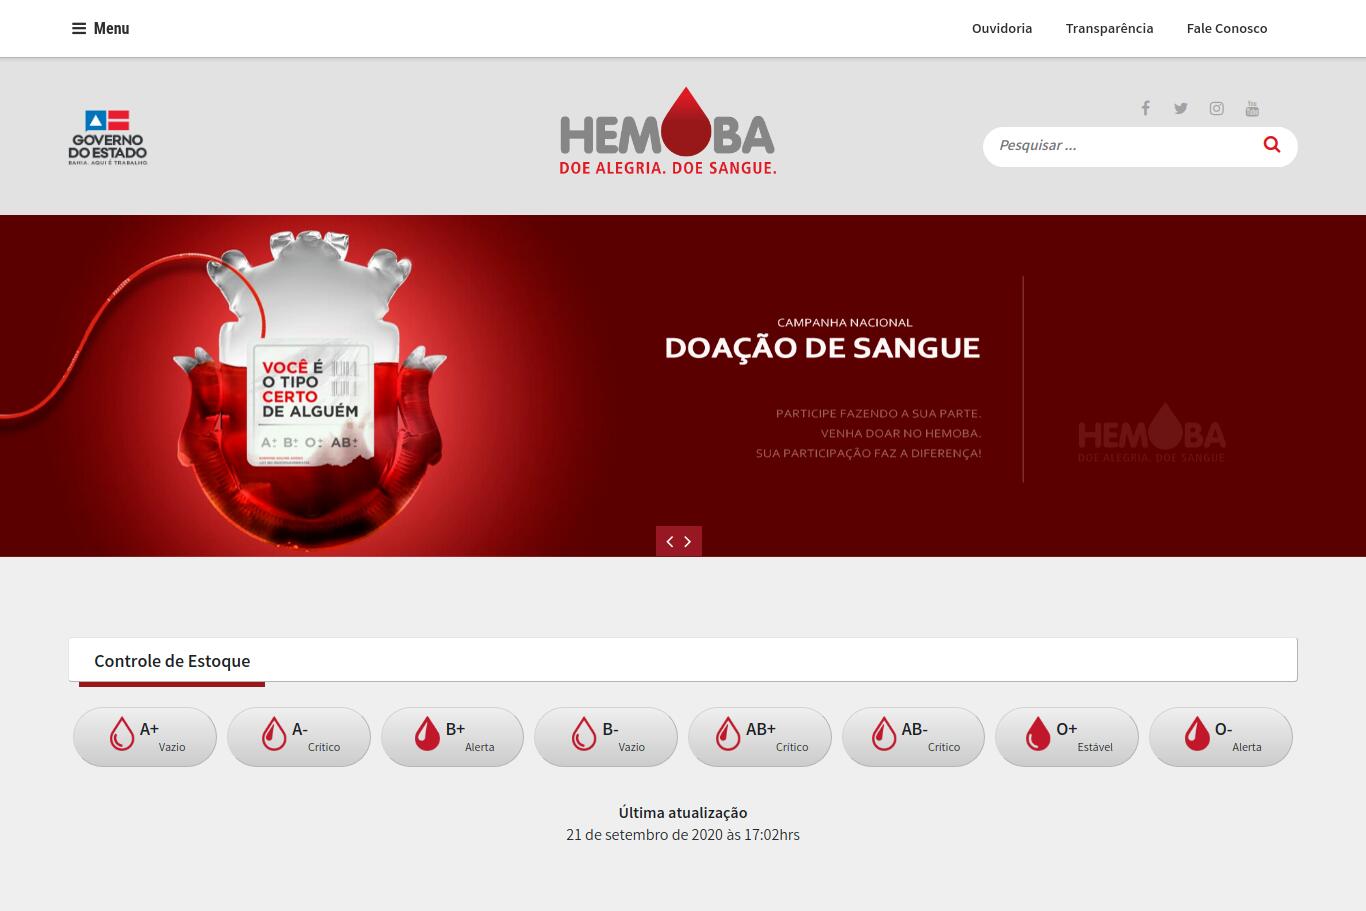 Menu
Ouvidoria
Transparência
Fale Conosco
GOVERNO
DO ESTADO
BAHIA. AQUI É TRABALHO.
HEMOBA
DOE ALEGRIA. DOE SANGUE.
Pesquisar ...
VOCÊ É
O TIPO
CERTO
DE ALGUÉM
CAMPANHA NACIONAL
DOAÇÃO DE SANGUE
PARTICIPE FAZENDO A SUA PARTE.
VENHA DOAR NO HEMOBA.
SUA PARTICIPAÇÃO FAZ A DIFERENÇA!
HEMOBA
DOE ALEGRIA. DOE SANGUE
Controle de Estoque
A+
Vazio
A-
Crítico
B+
Alerta
B-
Vazio
AB+
Crítico
AB-
Crítico
O+
Estável
O-
Alerta
Última atualização
21 de setembro de 2020 às 17:02hrs